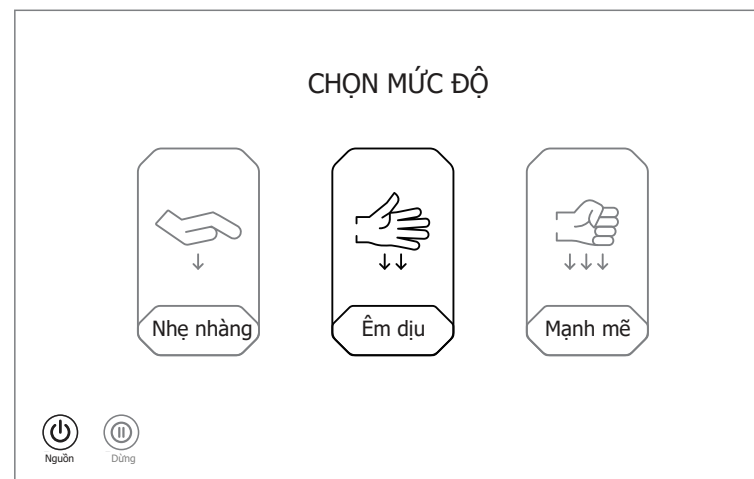 CHỌN MỨC ĐỘ
Nhẹ nhàng
Êm dịu
Mạnh mẽ
Nguồn
Dừng